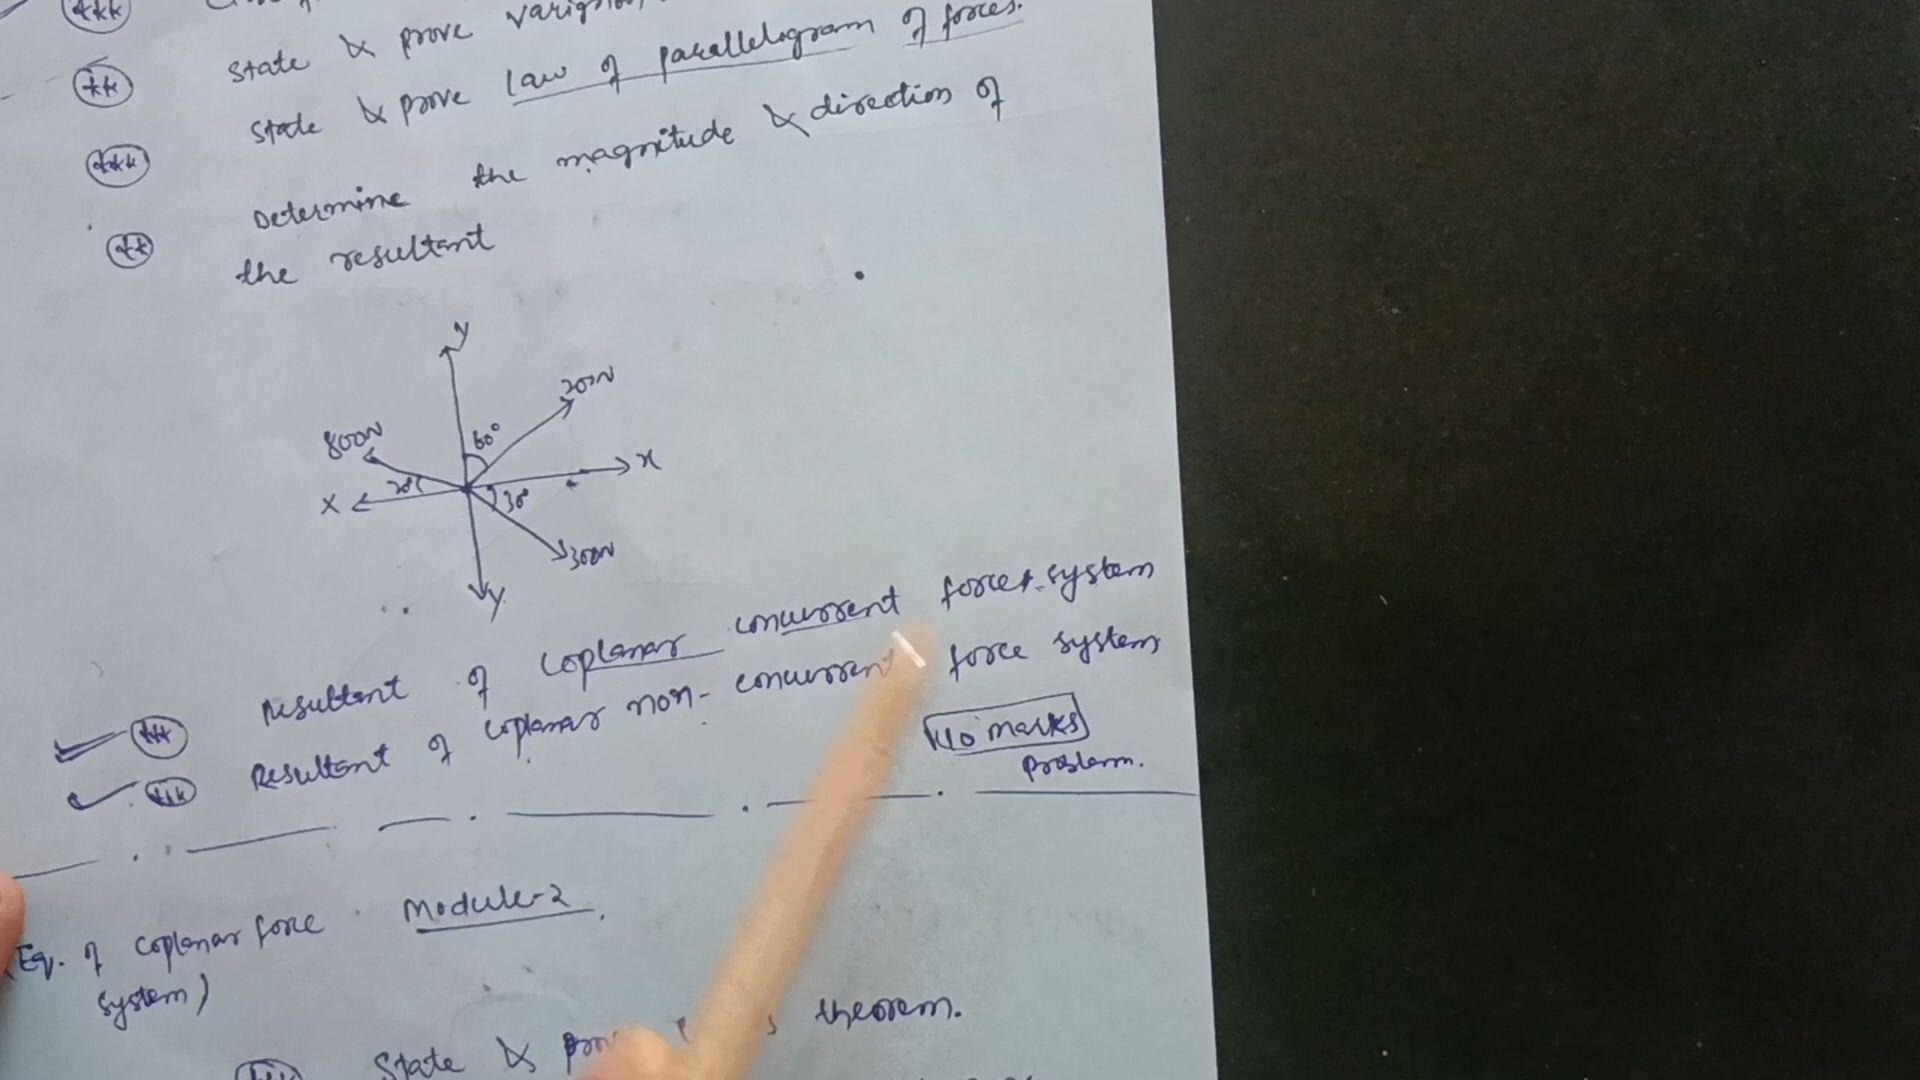 State & prove
State & prove Law of parallelogram of forces.
Determine the magnitude & direction of
the resultant
y
200N
800N
60°
x
20°
X
30°
300N
y
Resultant of coplanar concurrent forces system
Resultant of coplanar non-concurrent force system
10 marks
problem.
Module-2
(Eq. of coplanar force
system)
State & theorem.